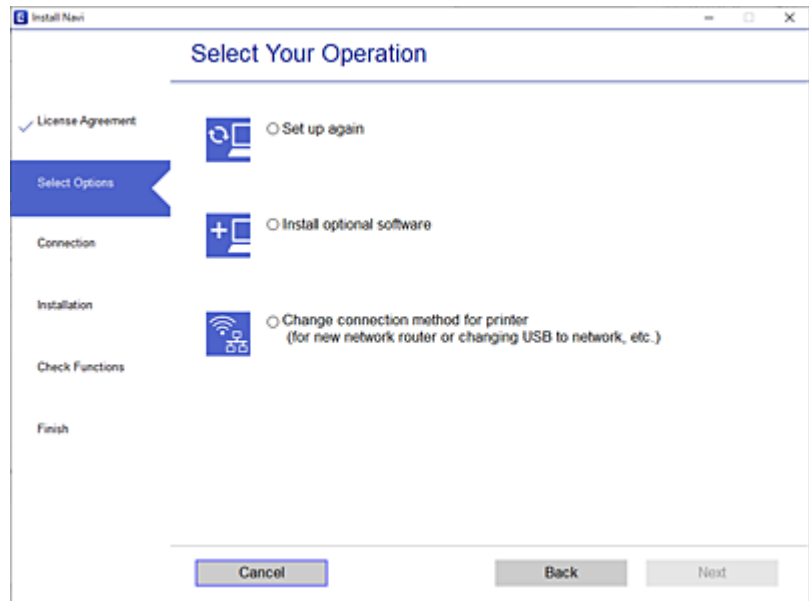 Install Navi
Select Your Operation
License Agreement
Select Options
Connection
Installation
Check Functions
Finish
Set up again
Install optional software
Change connection method for printer
(for new network router or changing USB to network, etc.)
Cancel
Back
Next